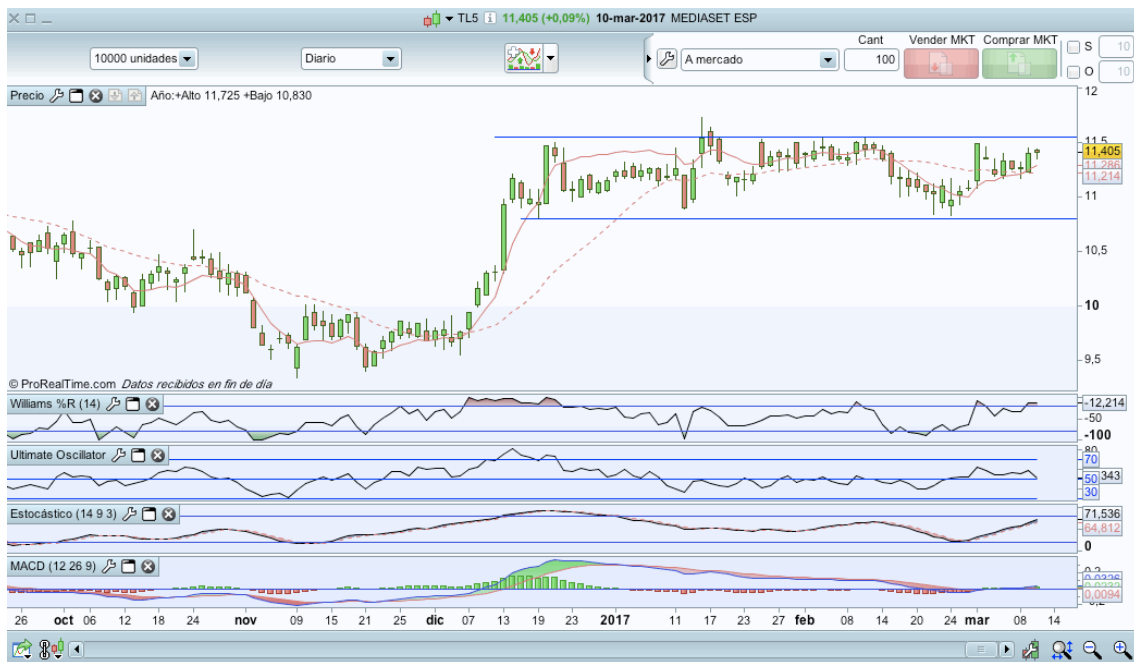 TL5 11,405 (+0,09%) 10-mar-2017 MEDIASET ESP
10000 unidades Diario A mercado Cant 100 Vender MKT Comprar MKT S 10
O 10
Precio Año:+Alto 11,725 +Bajo 10,830
12
11,5
11,405
11,286
11,214
11
10,5
10
9,5
© ProRealTime.com Datos recibidos en fin de día
Williams %R (14)
-12,214
-50
-100
Ultimate Oscillator
80
70
50 343
30
Estocástico (14 9 3)
71,536
64,812
0
MACD (12 26 9)
0,2
0,0094
-0,2
26 oct 06 12 18 24 nov 09 15 21 25 dic 07 13 19 23 2017 11 17 23 feb 08 14 20 24 mar 08 14